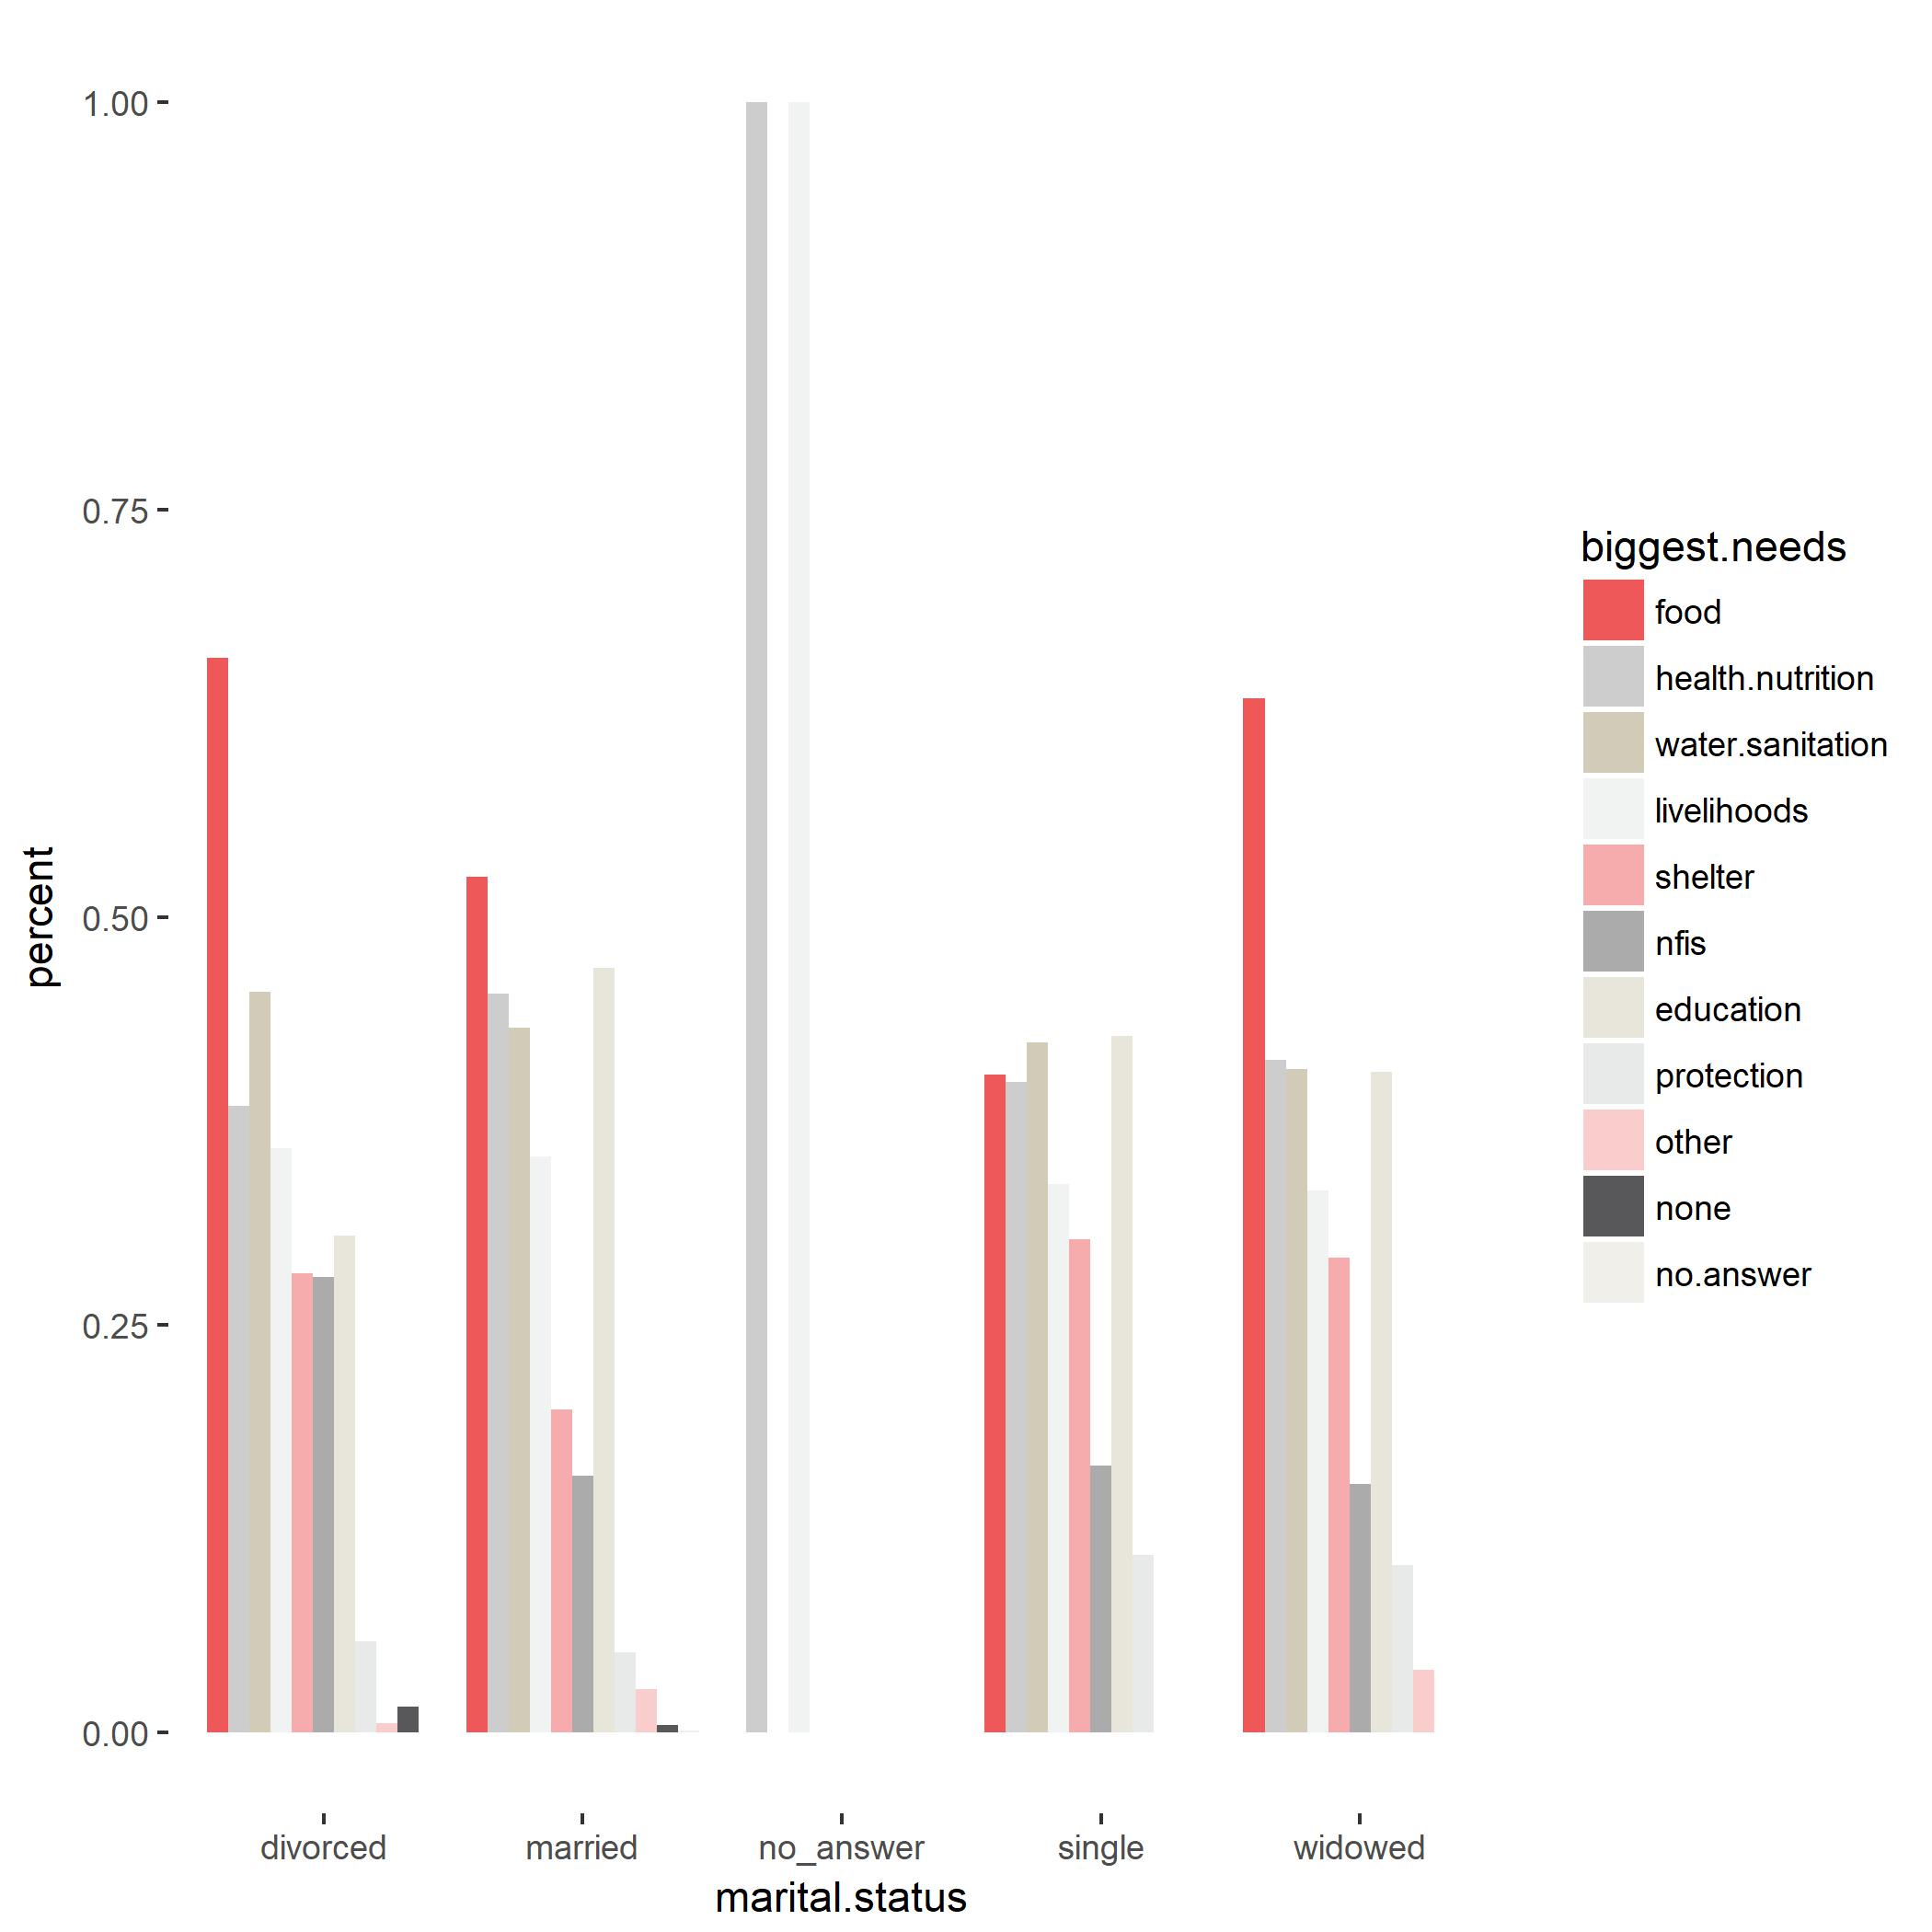 1.00
0.75
0.50
0.25
0.00
percent
divorced
married
no_answer
single
widowed
marital.status
biggest.needs
food
health.nutrition
water.sanitation
livelihoods
shelter
nfis
education
protection
other
none
no.answer